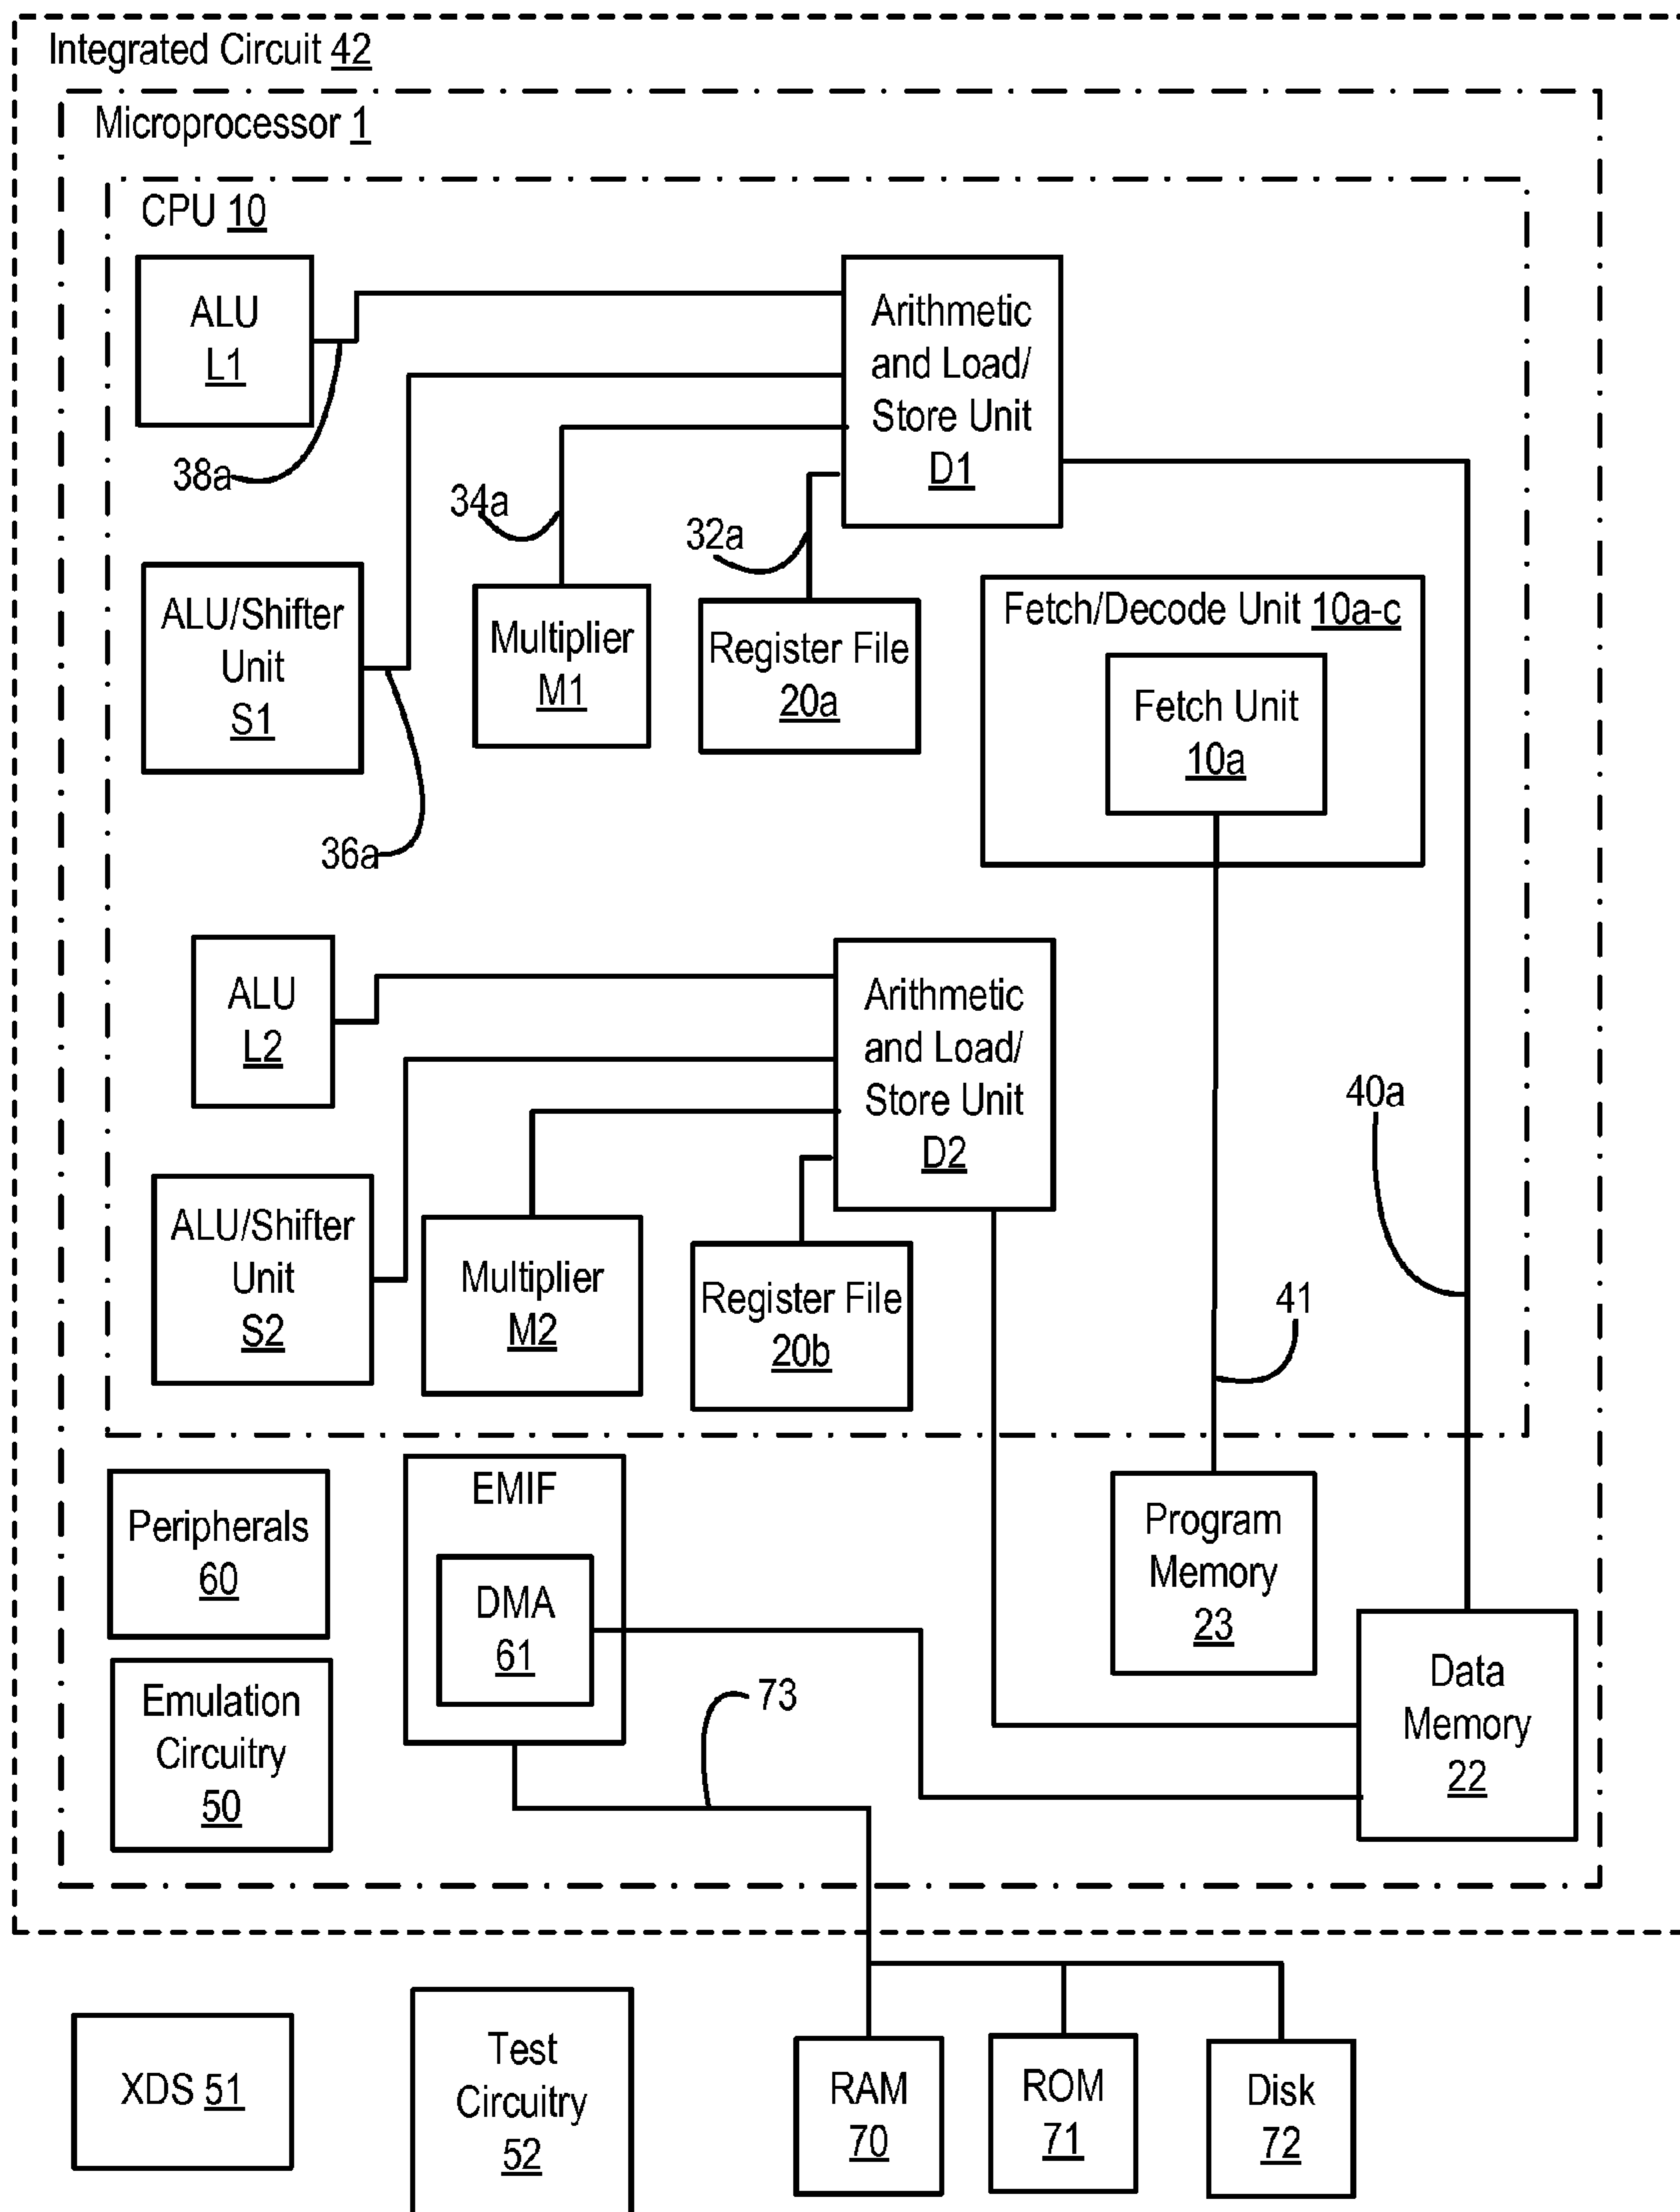 Integrated Circuit 42
Microprocessor 1
CPU 10
ALU
L1
38a
Arithmetic
and Load/
Store Unit
D1
34a
32a
ALU/Shifter
Unit
S1
36a
Multiplier
M1
Register File
20a
Fetch/Decode Unit 10a-c
Fetch Unit
10a
ALU
L2
Arithmetic
and Load/
Store Unit
D2
40a
ALU/Shifter
Unit
S2
Multiplier
M2
Register File
20b
41
Peripherals
60
EMIF
DMA
61
Program
Memory
23
Emulation
Circuitry
50
73
Data
Memory
22
XDS 51
Test
Circuitry
52
RAM
70
ROM
71
Disk
72